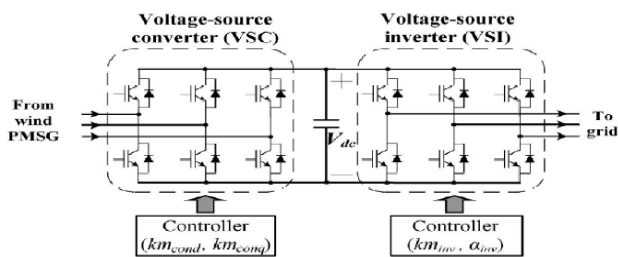 Voltage-source
converter (VSC)
Voltage-source
inverter (VSI)
From
wind
PMSG
+
V_dc
—
To
grid
Controller
(km_cond, km_conq)
Controller
(km_inv, α_inv)